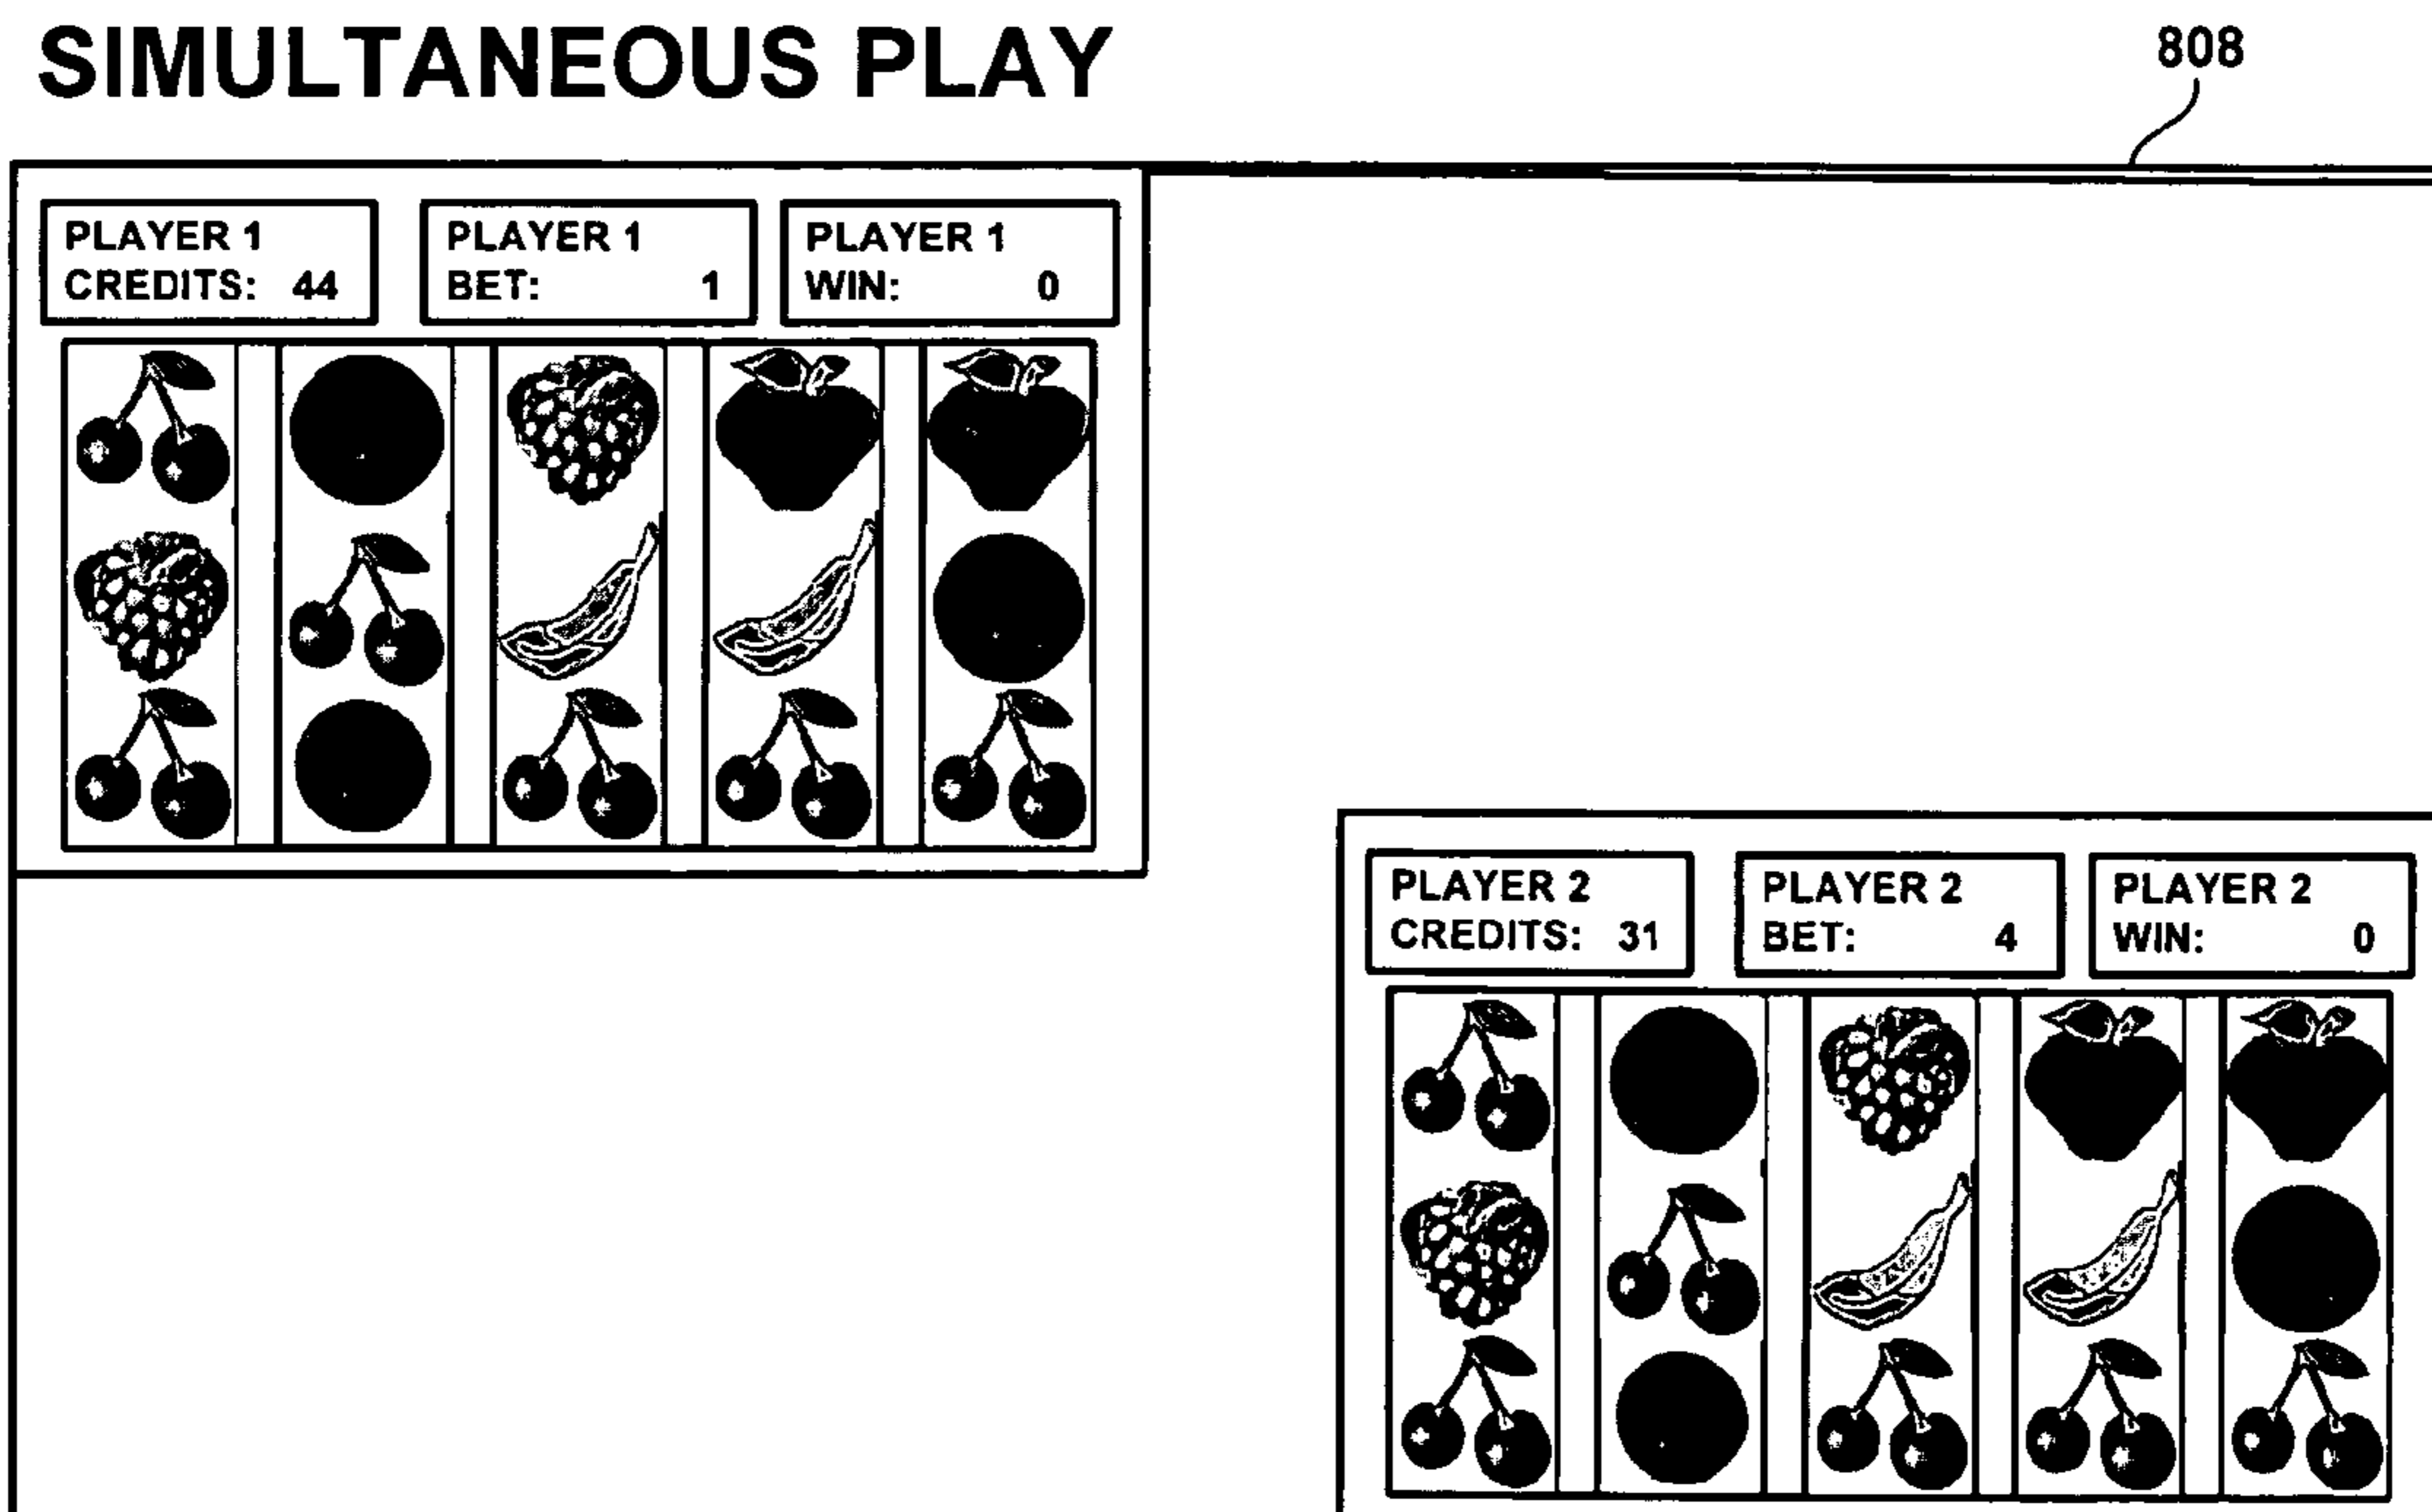 SIMULTANEOUS PLAY
808
PLAYER 1
CREDITS: 44
PLAYER 1
BET: 1
PLAYER 1
WIN: 0
PLAYER 2
CREDITS: 31
PLAYER 2
BET: 4
PLAYER 2
WIN: 0